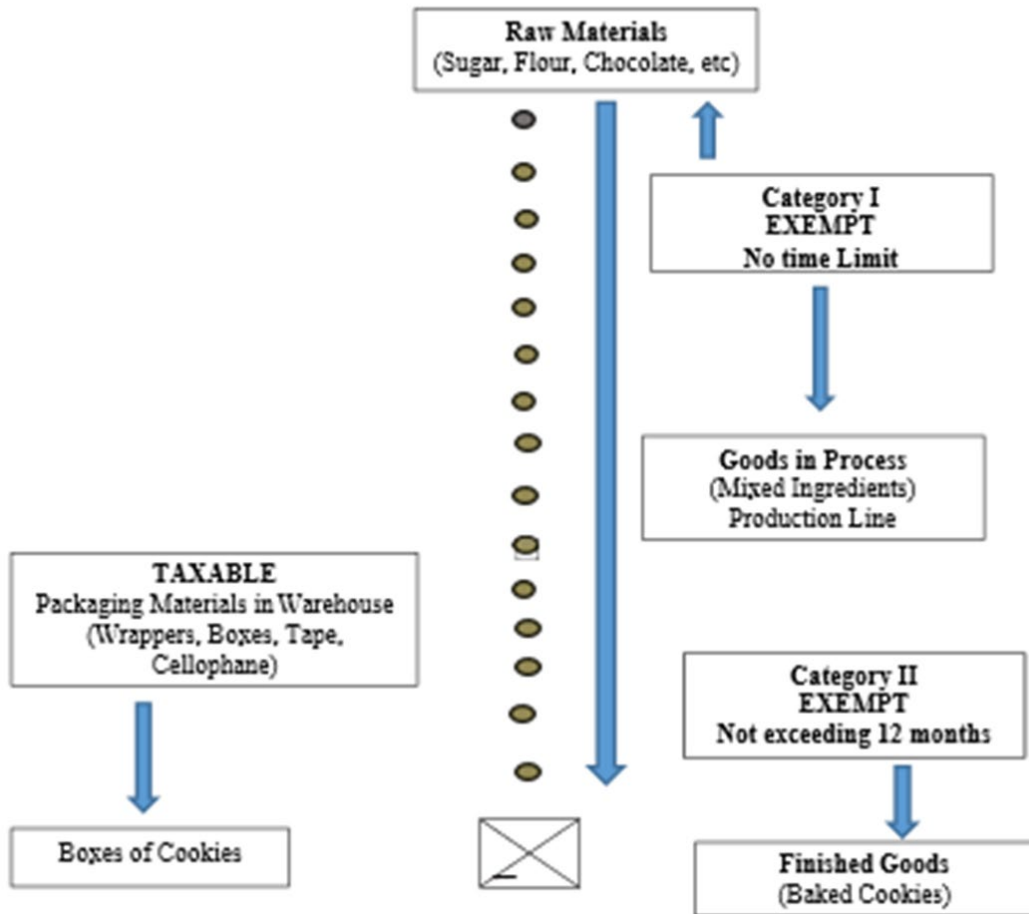 Raw Materials
(Sugar, Flour, Chocolate, etc)
Category I
EXEMPT
No time Limit
Goods in Process
(Mixed Ingredients)
Production Line
TAXABLE
Packaging Materials in Warehouse
(Wrappers, Boxes, Tape,
Cellophane)
Category II
EXEMPT
Not exceeding 12 months
Boxes of Cookies
Finished Goods
(Baked Cookies)